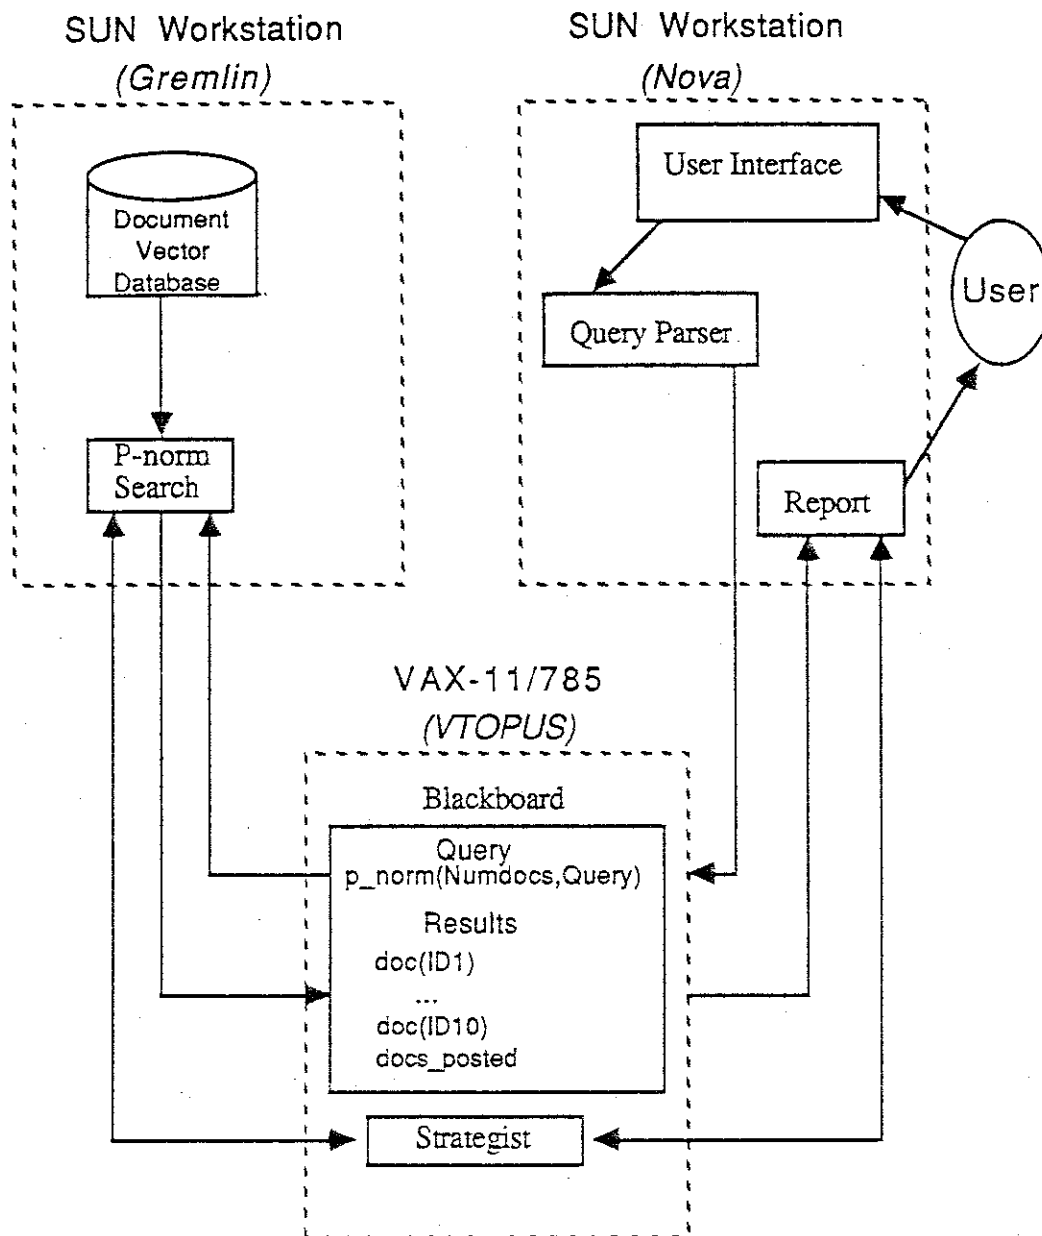 SUN Workstation
(Gremlin)
SUN Workstation
(Nova)
Document
Vector
Database
P-norm
Search
User Interface
Query Parser
User
Report
VAX-11/785
(VTOPUS)
Blackboard
Query
p_norm(Numdocs,Query)
Results
doc(ID1)
...
doc(ID10)
docs_posted
Strategist